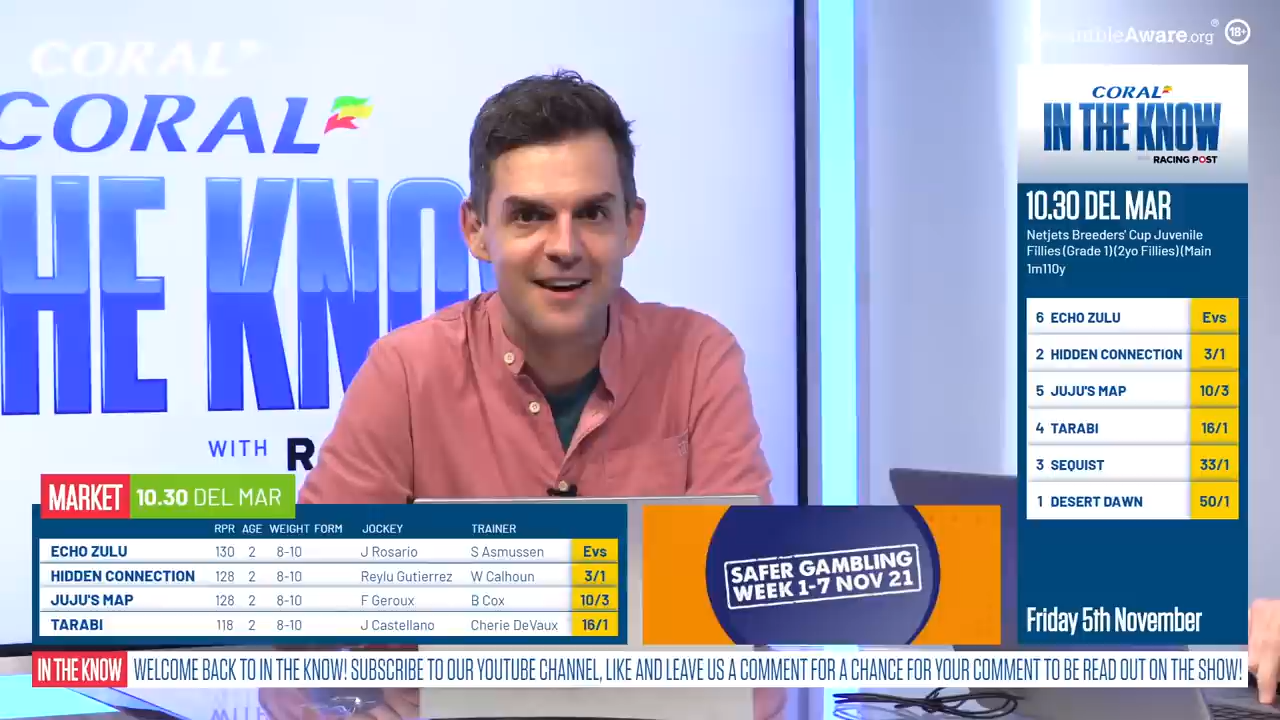 CORAL
GambleAware.org® 18+
CORAL
THE KNOW
WITH R
CORAL
IN THE KNOW
WITH RACING POST
10.30 DEL MAR
Netjets Breeders' Cup Juvenile
Fillies (Grade 1) (2yo Fillies) (Main
1m110y
6 ECHO ZULU Evs
2 HIDDEN CONNECTION 3/1
5 JUJU'S MAP 10/3
4 TARABI 16/1
3 SEQUIST 33/1
1 DESERT DAWN 50/1
Friday 5th November
MARKET 10.30 DEL MAR
RPR AGE WEIGHT FORM JOCKEY TRAINER
ECHO ZULU 130 2 8-10 J Rosario S Asmussen Evs
HIDDEN CONNECTION 128 2 8-10 Reylu Gutierrez W Calhoun 3/1
JUJU'S MAP 128 2 8-10 F Geroux B Cox 10/3
TARABI 118 2 8-10 J Castellano Cherie DeVaux 16/1
SAFER GAMBLING
WEEK 1-7 NOV 21
IN THE KNOW WELCOME BACK TO IN THE KNOW! SUBSCRIBE TO OUR YOUTUBE CHANNEL, LIKE AND LEAVE US A COMMENT FOR A CHANCE FOR YOUR COMMENT TO BE READ OUT ON THE SHOW!